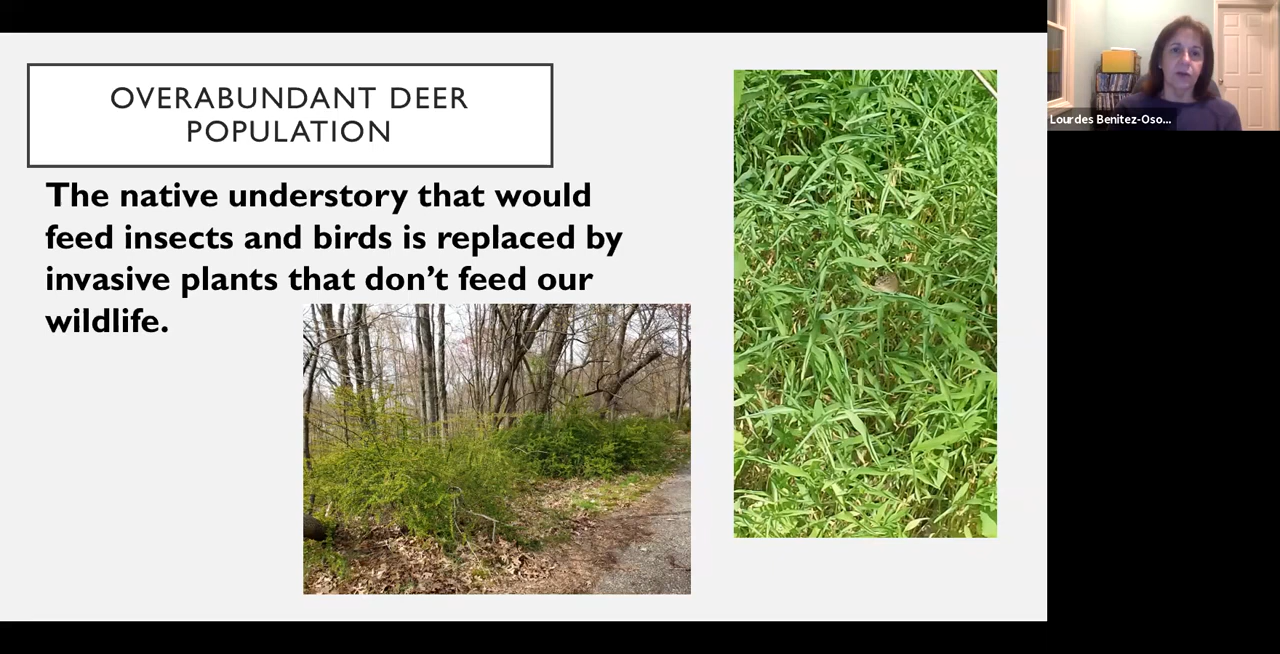 OVERABUNDANT DEER
POPULATION
The native understory that would
feed insects and birds is replaced by
invasive plants that don’t feed our
wildlife.
Lourdes Benitez-Oso...